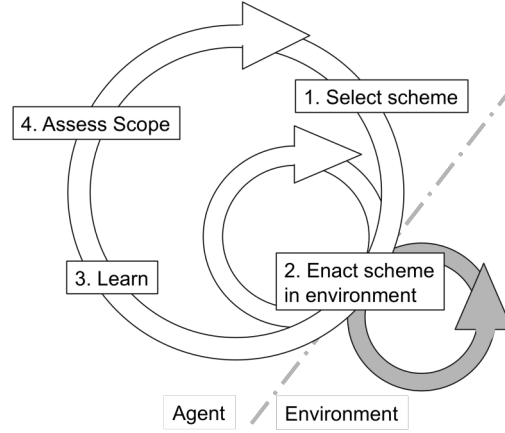 1. Select scheme
4. Assess Scope
2. Enact scheme
in environment
3. Learn
Agent
Environment